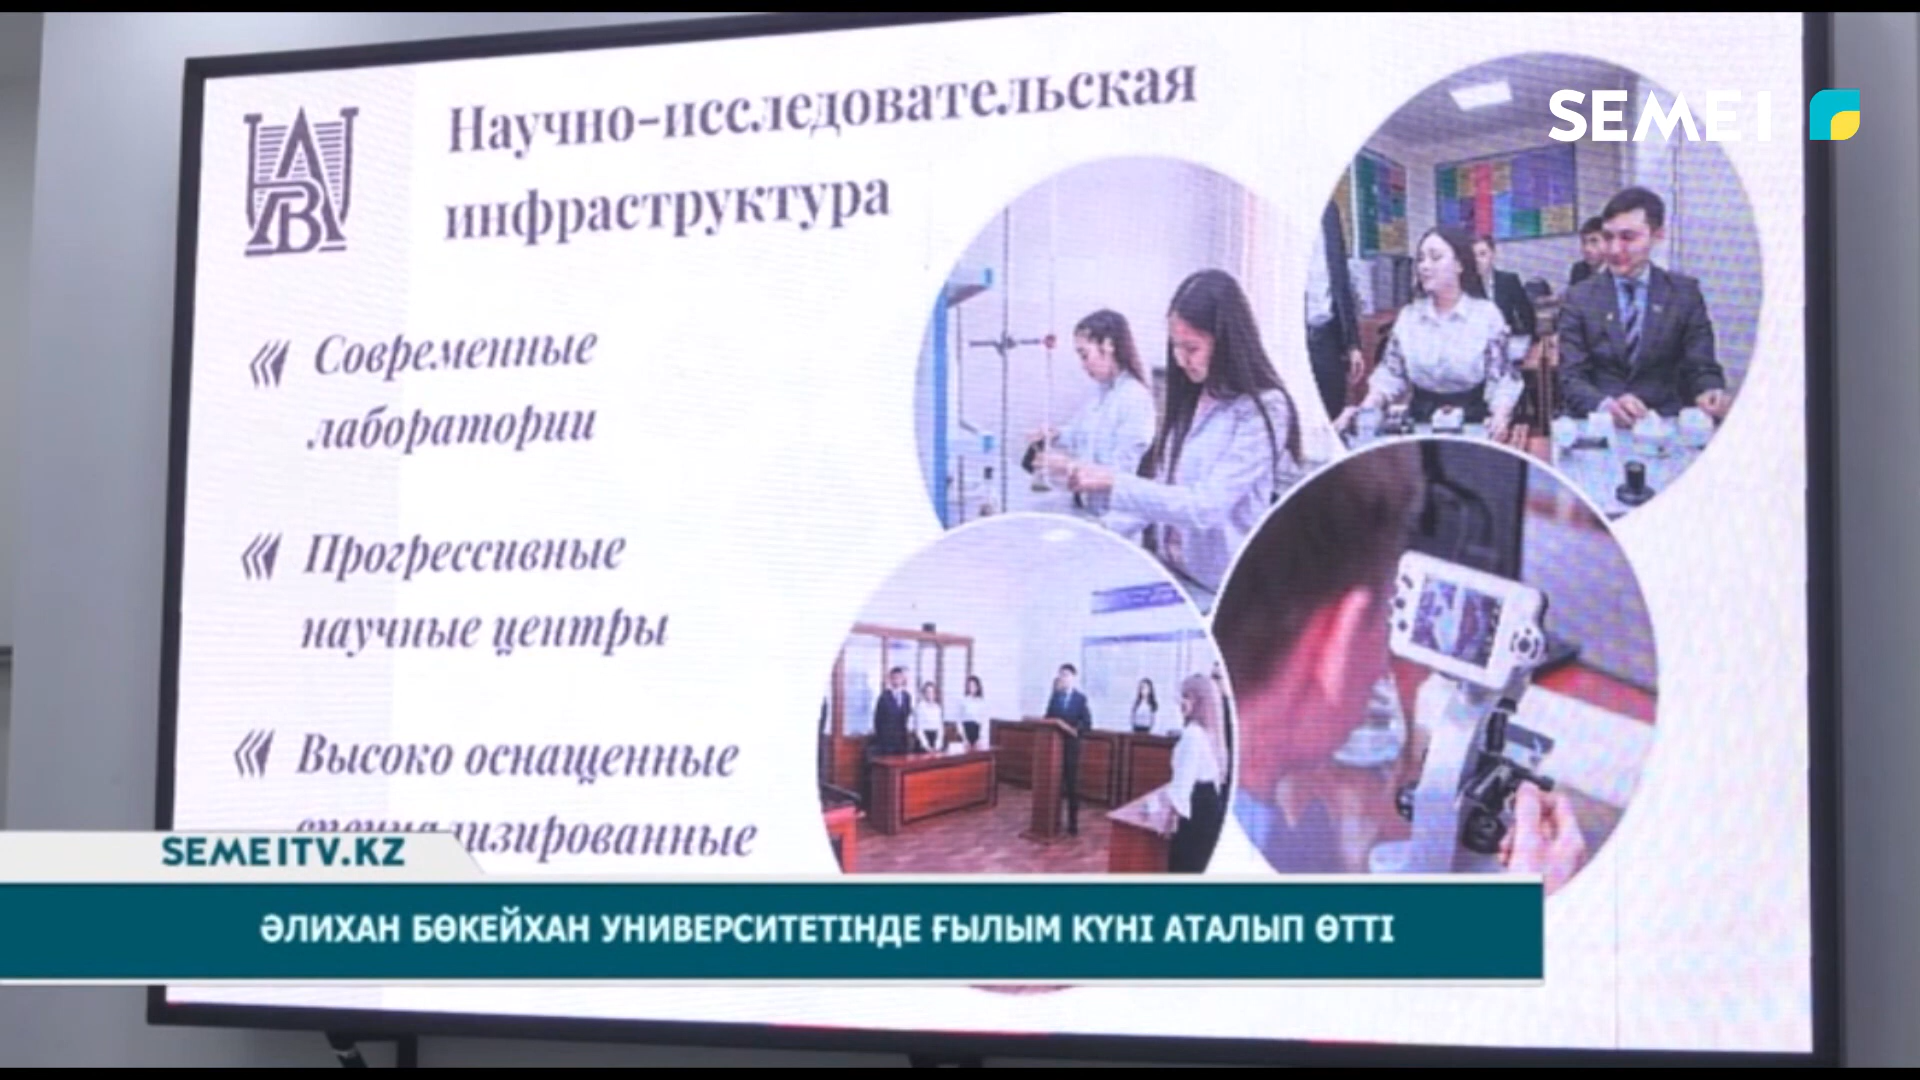 SEMEI
Научно-исследовательская
инфраструктура
Современные
лаборатории
Прогрессивные
научные центры
Высоко оснащенные
специализированные
SEMEITV.KZ
ӘЛИХАН БӨКЕЙХАН УНИВЕРСИТЕТІНДЕ ҒЫЛЫМ КҮНІ АТАЛЫП ӨТТІ